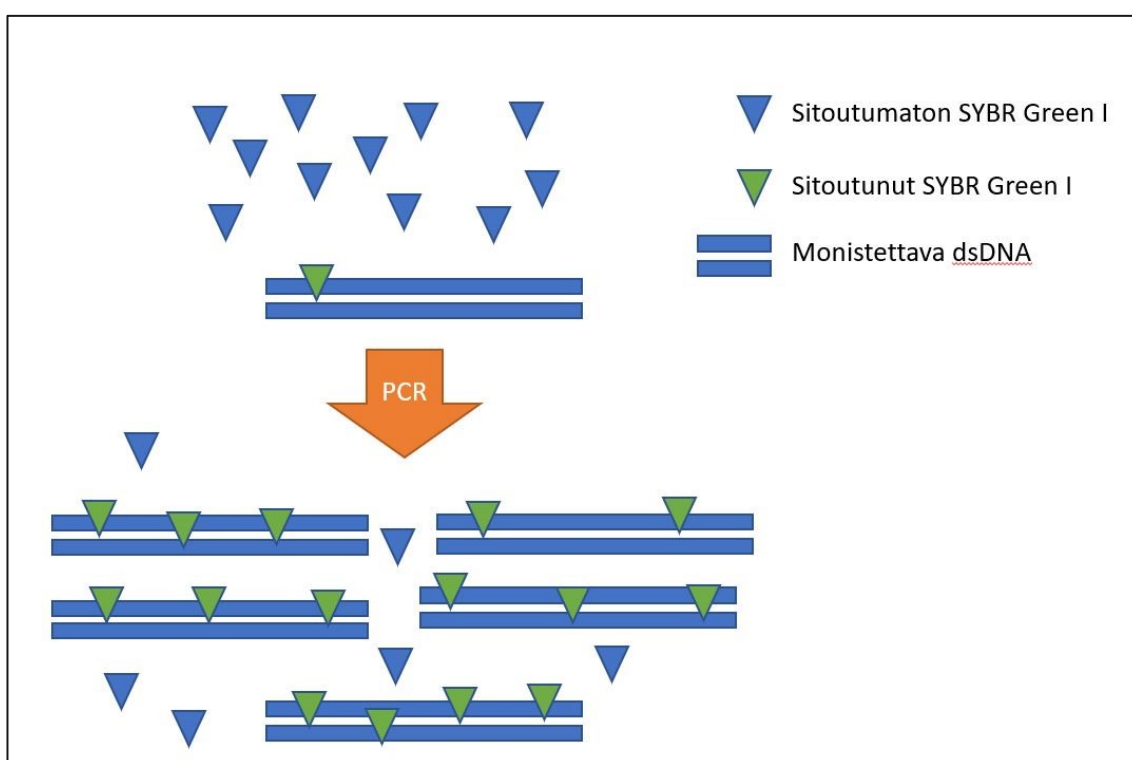 Sitoutumaton SYBR Green I
Sitoutunut SYBR Green I
Monistettava dsDNA
PCR